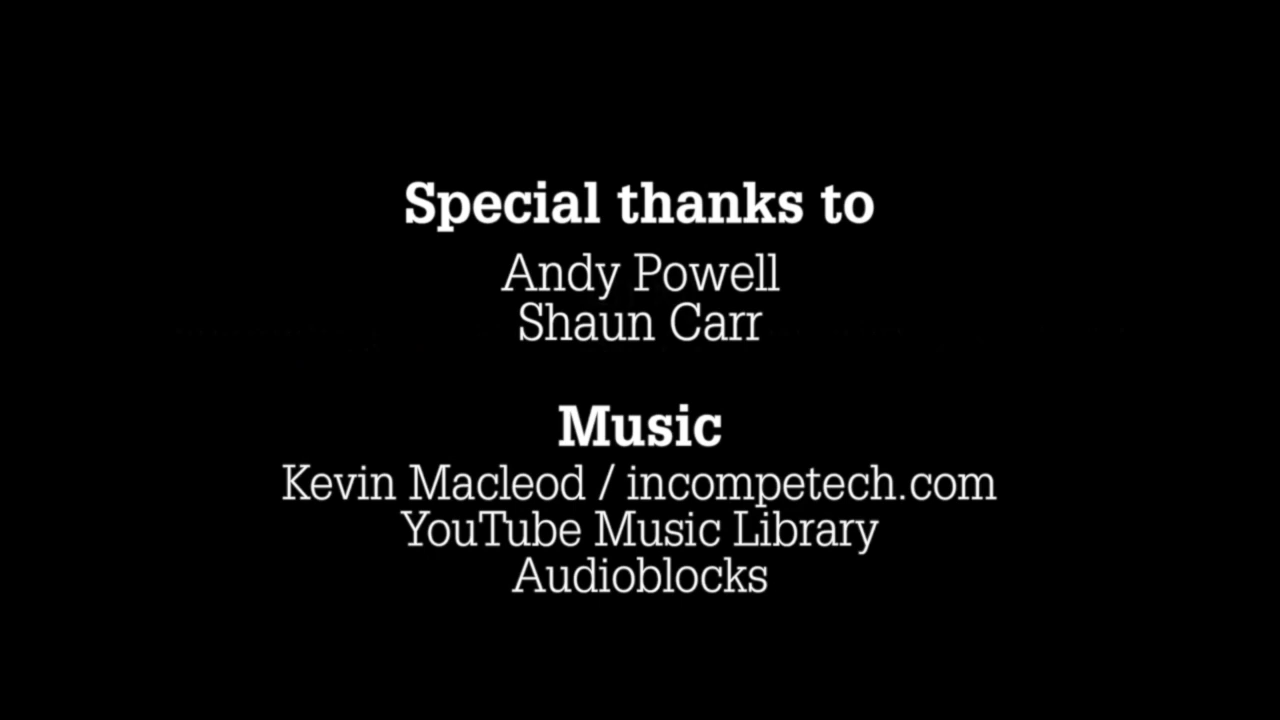 Special thanks to
Andy Powell
Shaun Carr
Music
Kevin Macleod / incompetech.com
YouTube Music Library
Audioblocks